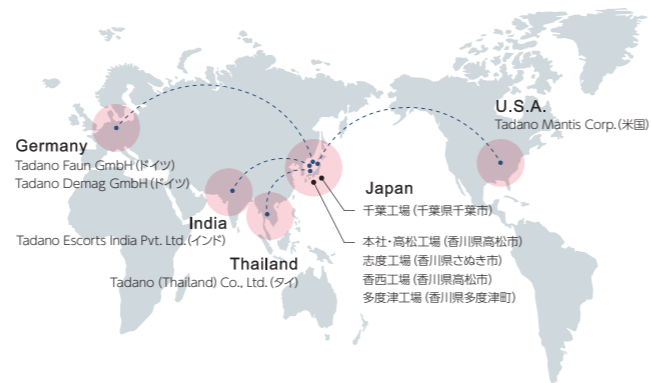 U.S.A.
Tadano Mantis Corp.(米国)
Germany
Tadano Faun GmbH(ドイツ)
Tadano Demag GmbH(ドイツ)
Japan
千葉工場(千葉県千葉市)
本社・高松工場(香川県高松市)
志度工場(香川県さぬき市)
香西工場(香川県高松市)
多度津工場(香川県多度津町)
India
Tadano Escorts India Pvt. Ltd.(インド)
Thailand
Tadano (Thailand) Co., Ltd.(タイ)